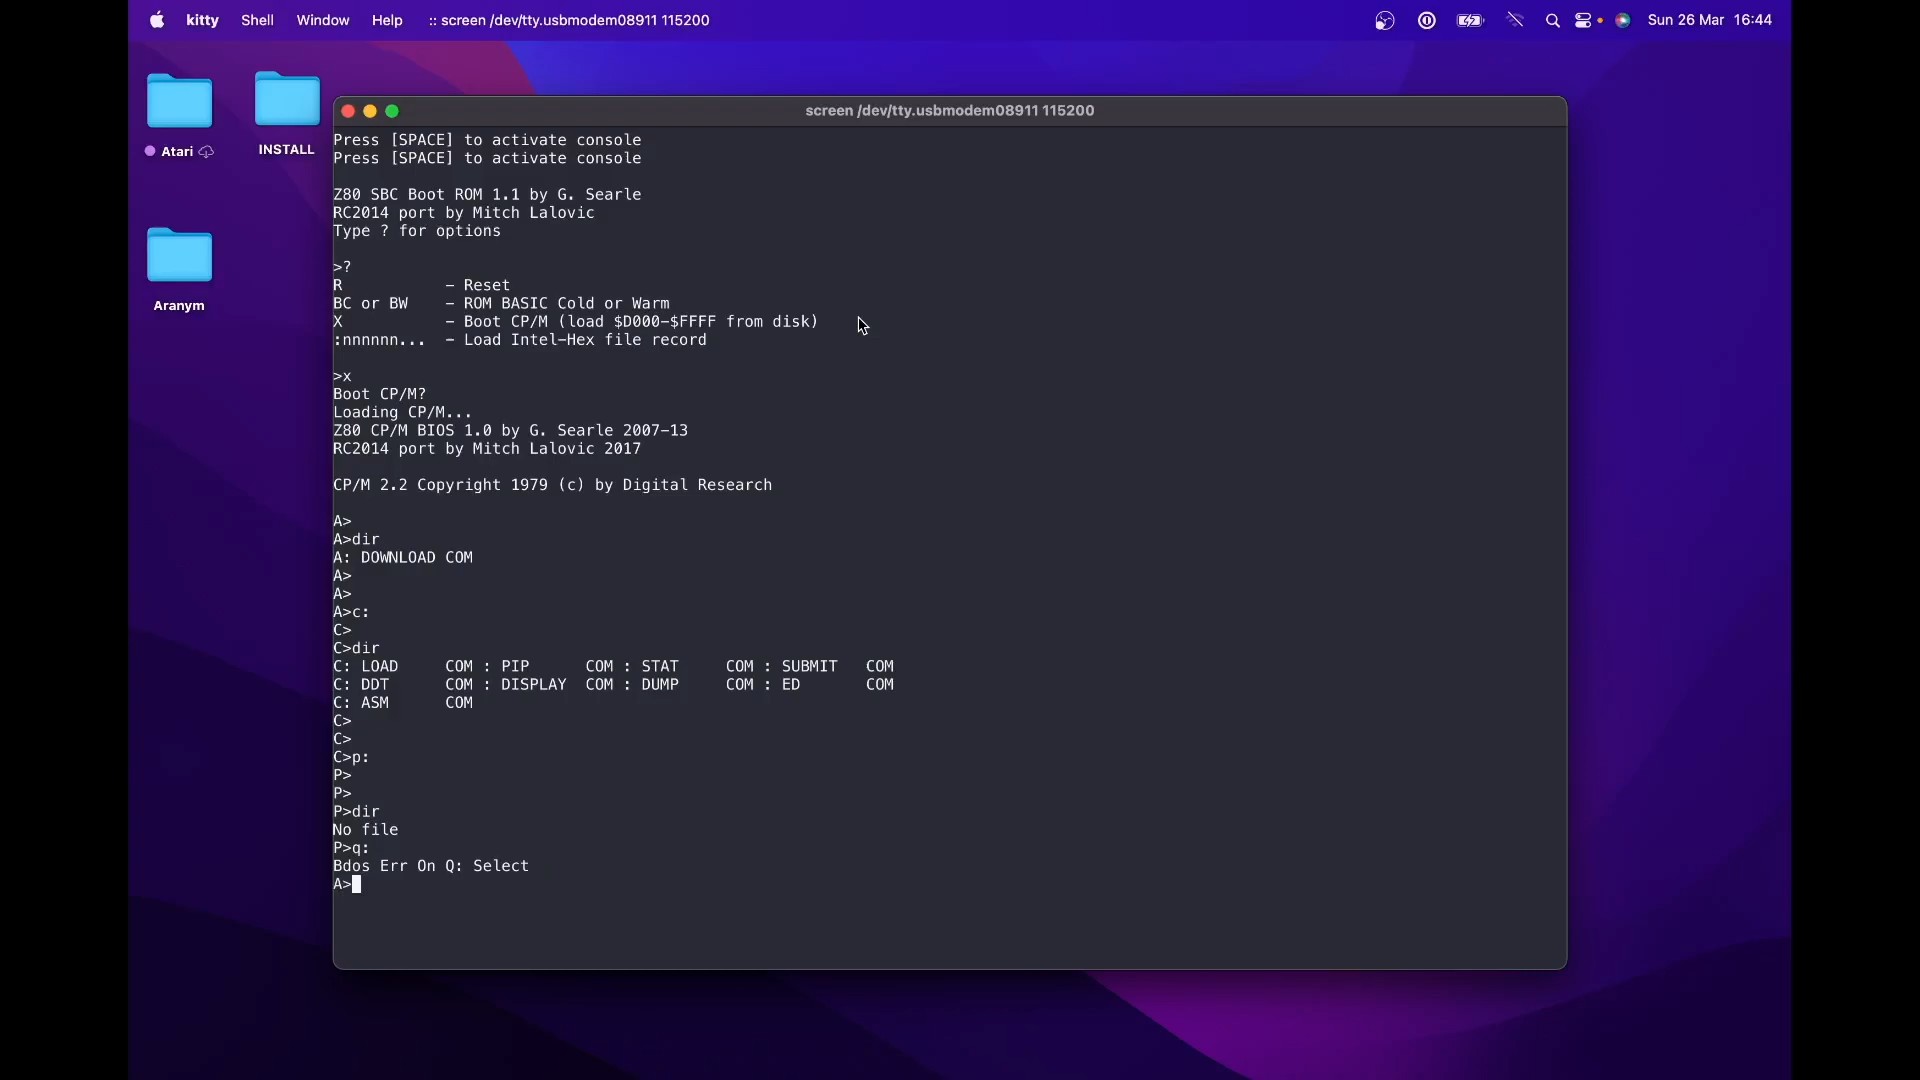 kitty Shell Window Help :: screen /dev/tty.usbmodem08911 115200 Sun 26 Mar 16:44
Atari
INSTALL
Aranym
screen /dev/tty.usbmodem08911 115200
Press [SPACE] to activate console
Press [SPACE] to activate console
Z80 SBC Boot ROM 1.1 by G. Searle
RC2014 port by Mitch Lalovic
Type ? for options
>?
R – Reset
BC or BW – ROM BASIC Cold or Warm
X – Boot CP/M (load $D000–$FFFF from disk)
:nnnnnn... – Load Intel–Hex file record
>x
Boot CP/M?
Loading CP/M...
Z80 CP/M BIOS 1.0 by G. Searle 2007–13
RC2014 port by Mitch Lalovic 2017
CP/M 2.2 Copyright 1979 (c) by Digital Research
A>
A>dir
A: DOWNLOAD COM
A>
A>
A>c:
C>
C>dir
C: LOAD COM : PIP COM : STAT COM : SUBMIT COM
C: DDT COM : DISPLAY COM : DUMP COM : ED COM
C: ASM COM
C>
C>
C>p:
P>
P>
P>dir
No file
P>q:
Bdos Err On Q: Select
A>